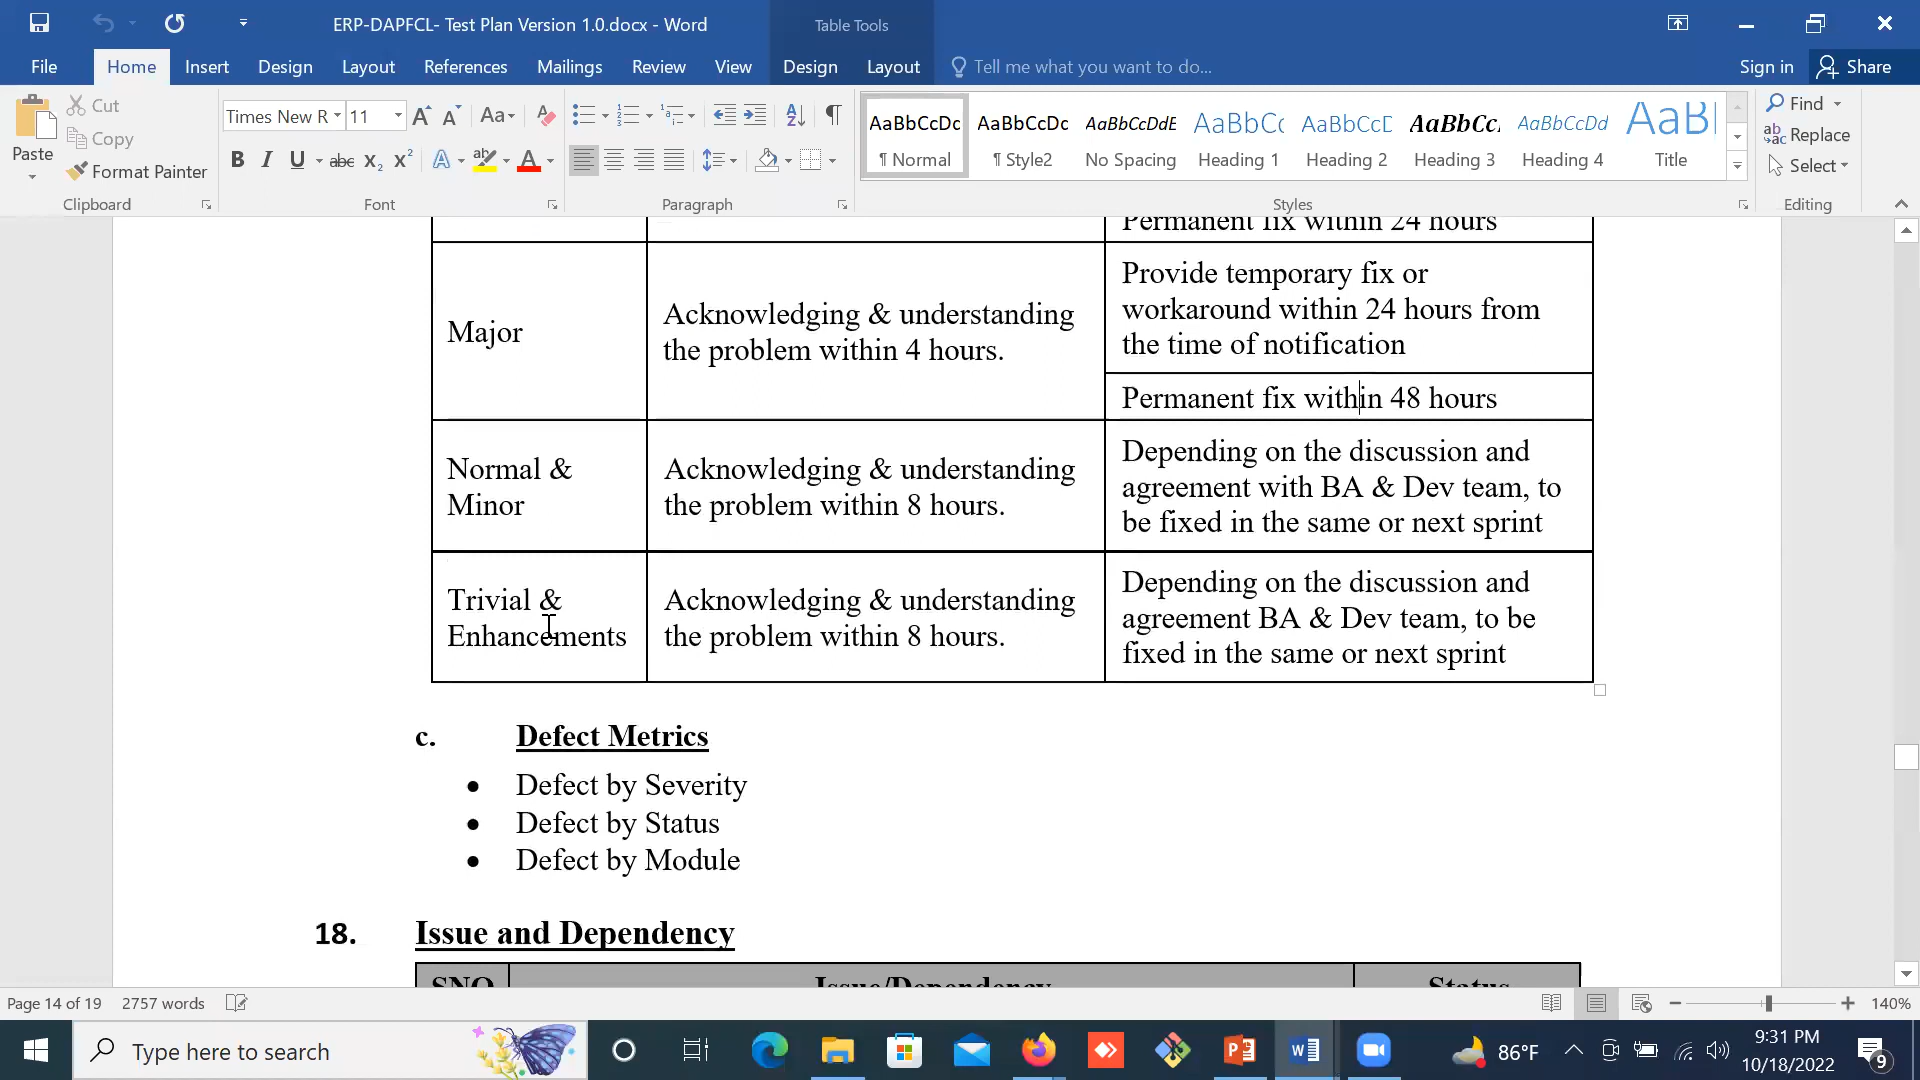 ERP-DAPFCL- Test Plan Version 1.0.docx - Word
Table Tools
File
Home
Insert
Design
Layout
References
Mailings
Review
View
Design
Layout
Tell me what you want to do...
Sign in
Share
Paste
Cut
Copy
Format Painter
Clipboard
Times New R
11
Font
Paragraph
AaBbCcDc
¶ Normal
AaBbCcDc
¶ Style2
AaBbCcDdE
No Spacing
AaBbCc
Heading 1
AaBbCcD
Heading 2
AaBbCc
Heading 3
AaBbCcDd
Heading 4
AaB
Title
Styles
Find
Replace
Select
Editing
Permanent fix within 24 hours
Major
Acknowledging & understanding
the problem within 4 hours.
Provide temporary fix or
workaround within 24 hours from
the time of notification
Permanent fix within 48 hours
Normal &
Minor
Acknowledging & understanding
the problem within 8 hours.
Depending on the discussion and
agreement with BA & Dev team, to
be fixed in the same or next sprint
Trivial &
Enhancements
Acknowledging & understanding
the problem within 8 hours.
Depending on the discussion and
agreement BA & Dev team, to be
fixed in the same or next sprint
c. Defect Metrics
• Defect by Severity
• Defect by Status
• Defect by Module
18. Issue and Dependency
SNO Issue/Dependency Status
Page 14 of 19
2757 words
140%
Type here to search
86°F
9:31 PM
10/18/2022
9